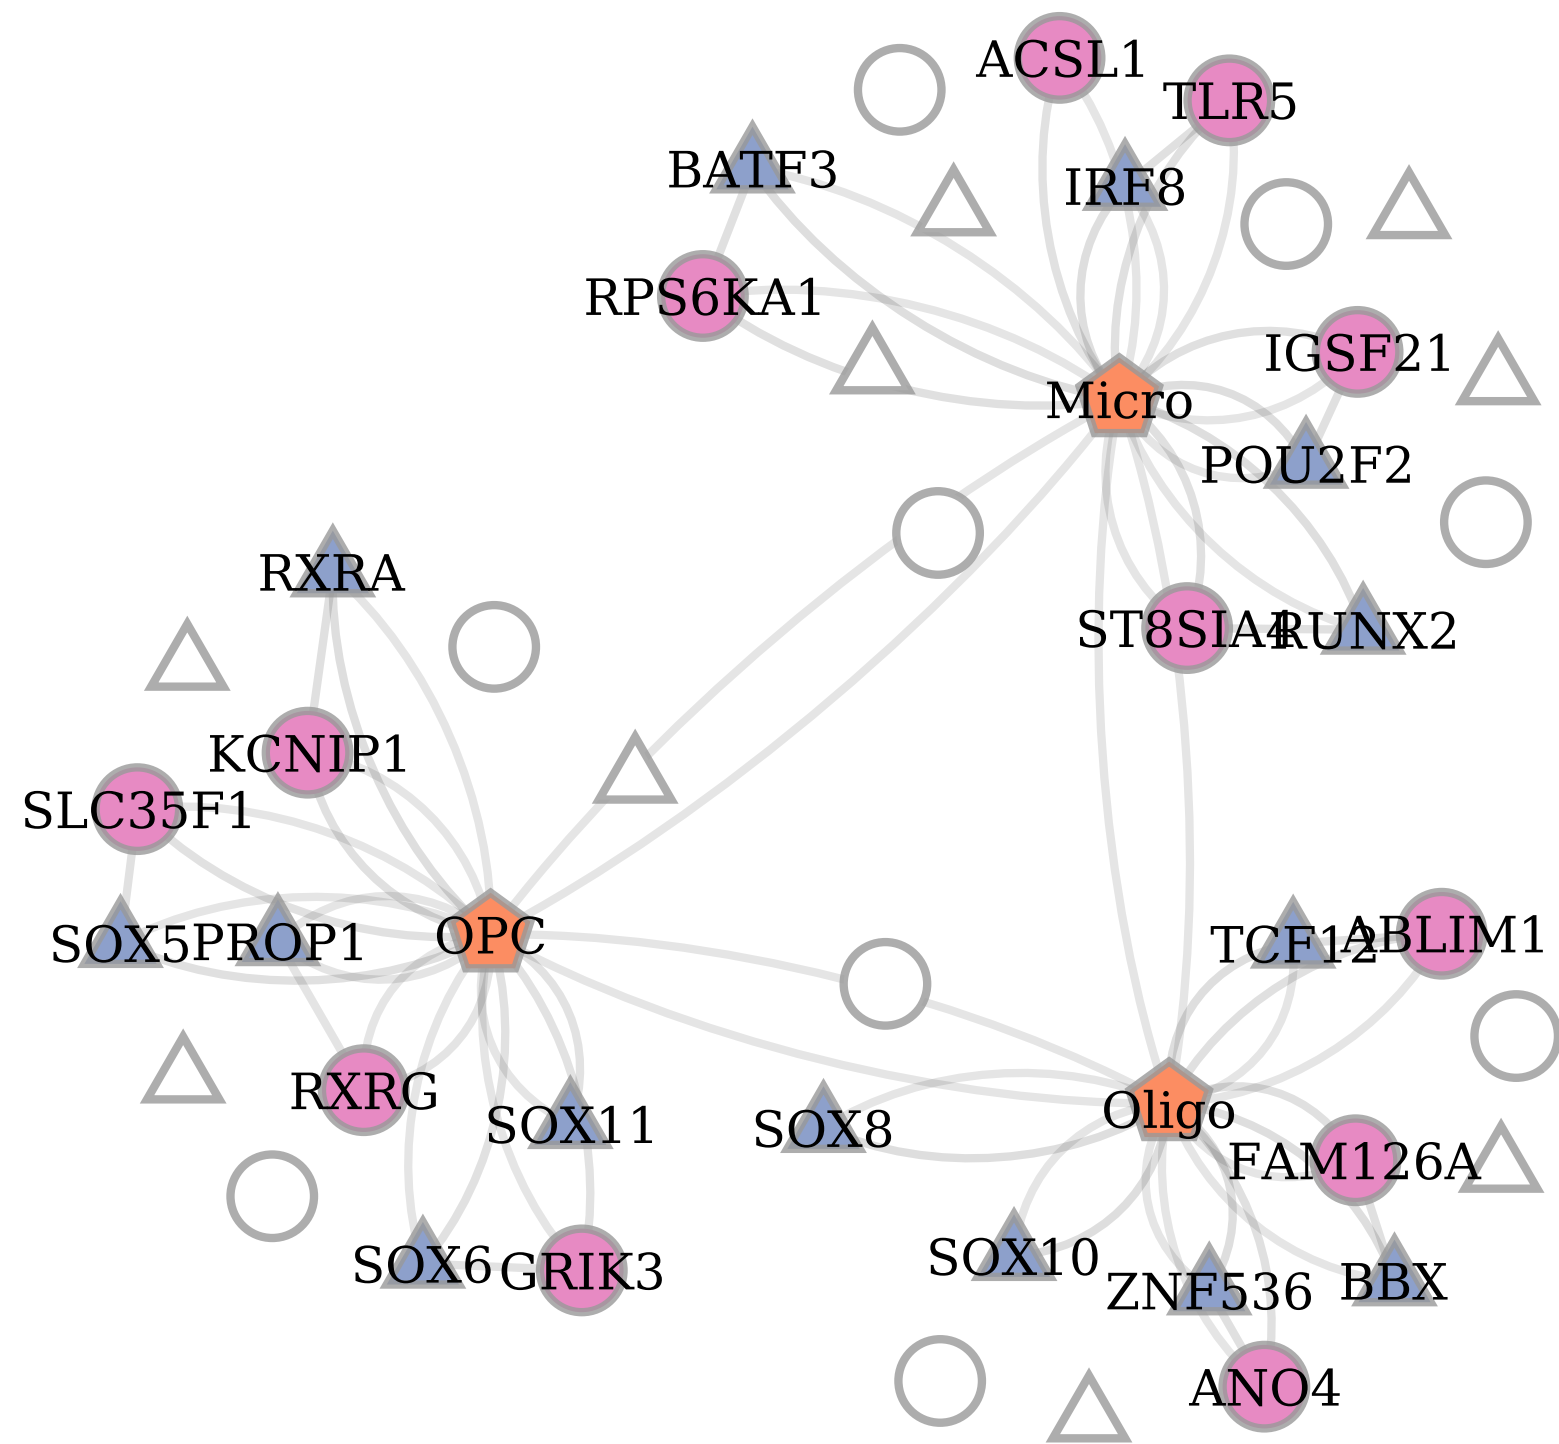 ACSL1
TLR5
BATF3
IRF8
RPS6KA1
IGSF21
Micro
POU2F2
RXRA
ST8SIA4
RUNX2
KCNIP1
SLC35F1
SOX5
PROP1
OPC
TCF12
ABLIM1
RXRG
SOX11
SOX8
Oligo
FAM126A
SOX6
GRIK3
SOX10
ZNF536
BBX
ANO4